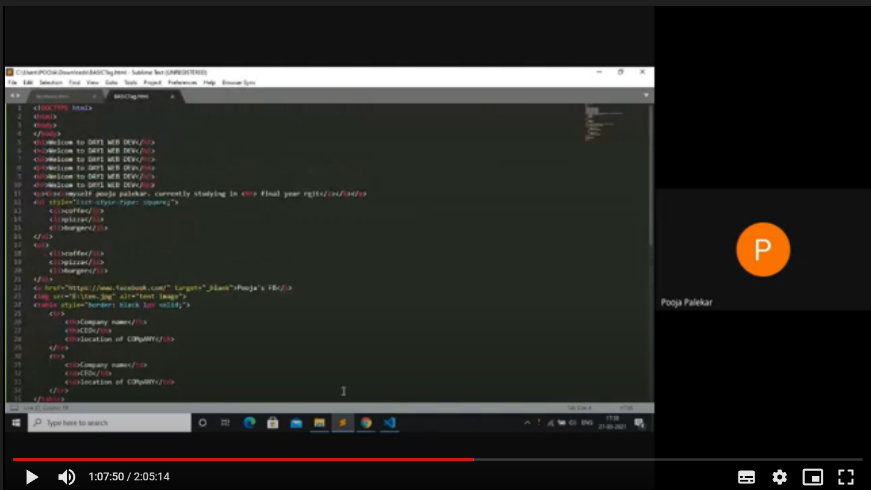 C:\Users\POOJA\Downloads\BASICTag.html - Sublime Text (UNREGISTERED)
File Edit Selection Find View Goto Tools Project Preferences Help Browser Sync
BASICTag.html
<!DOCTYPE html>
<html>
<body>
</body>
<h1>Welcom to DAY1 WEB DEV</h1>
<h2>Welcom to DAY1 WEB DEV</h2>
<h3>Welcom to DAY1 WEB DEV</h3>
<h4>Welcom to DAY1 WEB DEV</h4>
<h5>Welcom to DAY1 WEB DEV</h5>
<h6>Welcom to DAY1 WEB DEV</h6>
myself pooja palekar, currently studying in <br> final year rgit
style="list-style-type: square;">
<li>coffe</li>
<li>pizza</li>
<li>burger</li>
</ul>
<ol>
<li>coffe</li>
<li>pizza</li>
<li>burger</li>
</ol>
<a href="https://www.facebook.com/" target="_blank">Pooja's FB</a>
<img src= alt="test image">
<table style="border: black 1px solid;">
<tr>
<th>Company name</th>
<th>CEO</th>
<th>location of COMpANY</th>
</tr>
<tr>
<td>Company name</td>
<td>CEO</td>
<td>location of COMpANY</td>
</tr>
</table>
Type here to search
ENG
27-03-2021
P
Pooja Palekar
1:07:50 / 2:05:14